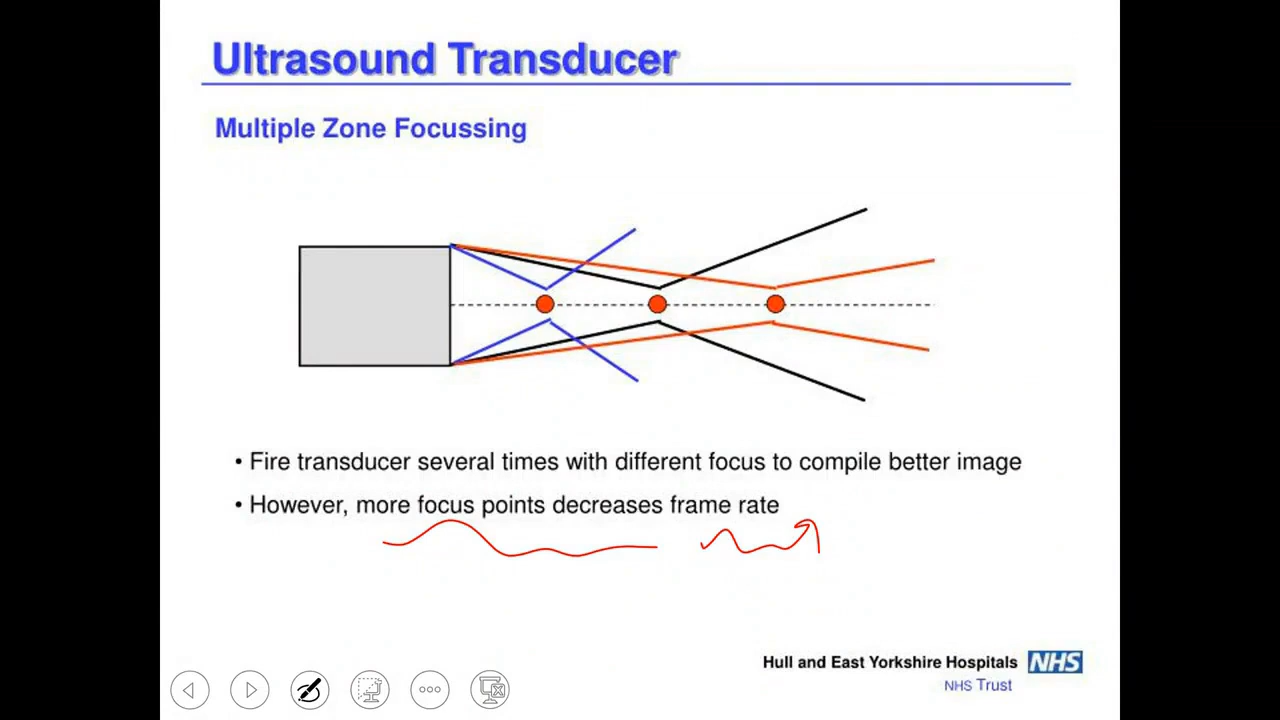 Ultrasound Transducer
Multiple Zone Focussing
• Fire transducer several times with different focus to compile better image
• However, more focus points decreases frame rate
Hull and East Yorkshire Hospitals NHS
NHS Trust